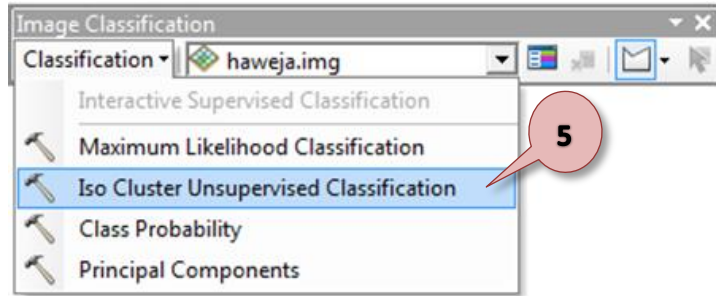 Image Classification
Classification haweja.img
Interactive Supervised Classification
Maximum Likelihood Classification
5
Iso Cluster Unsupervised Classification
Class Probability
Principal Components